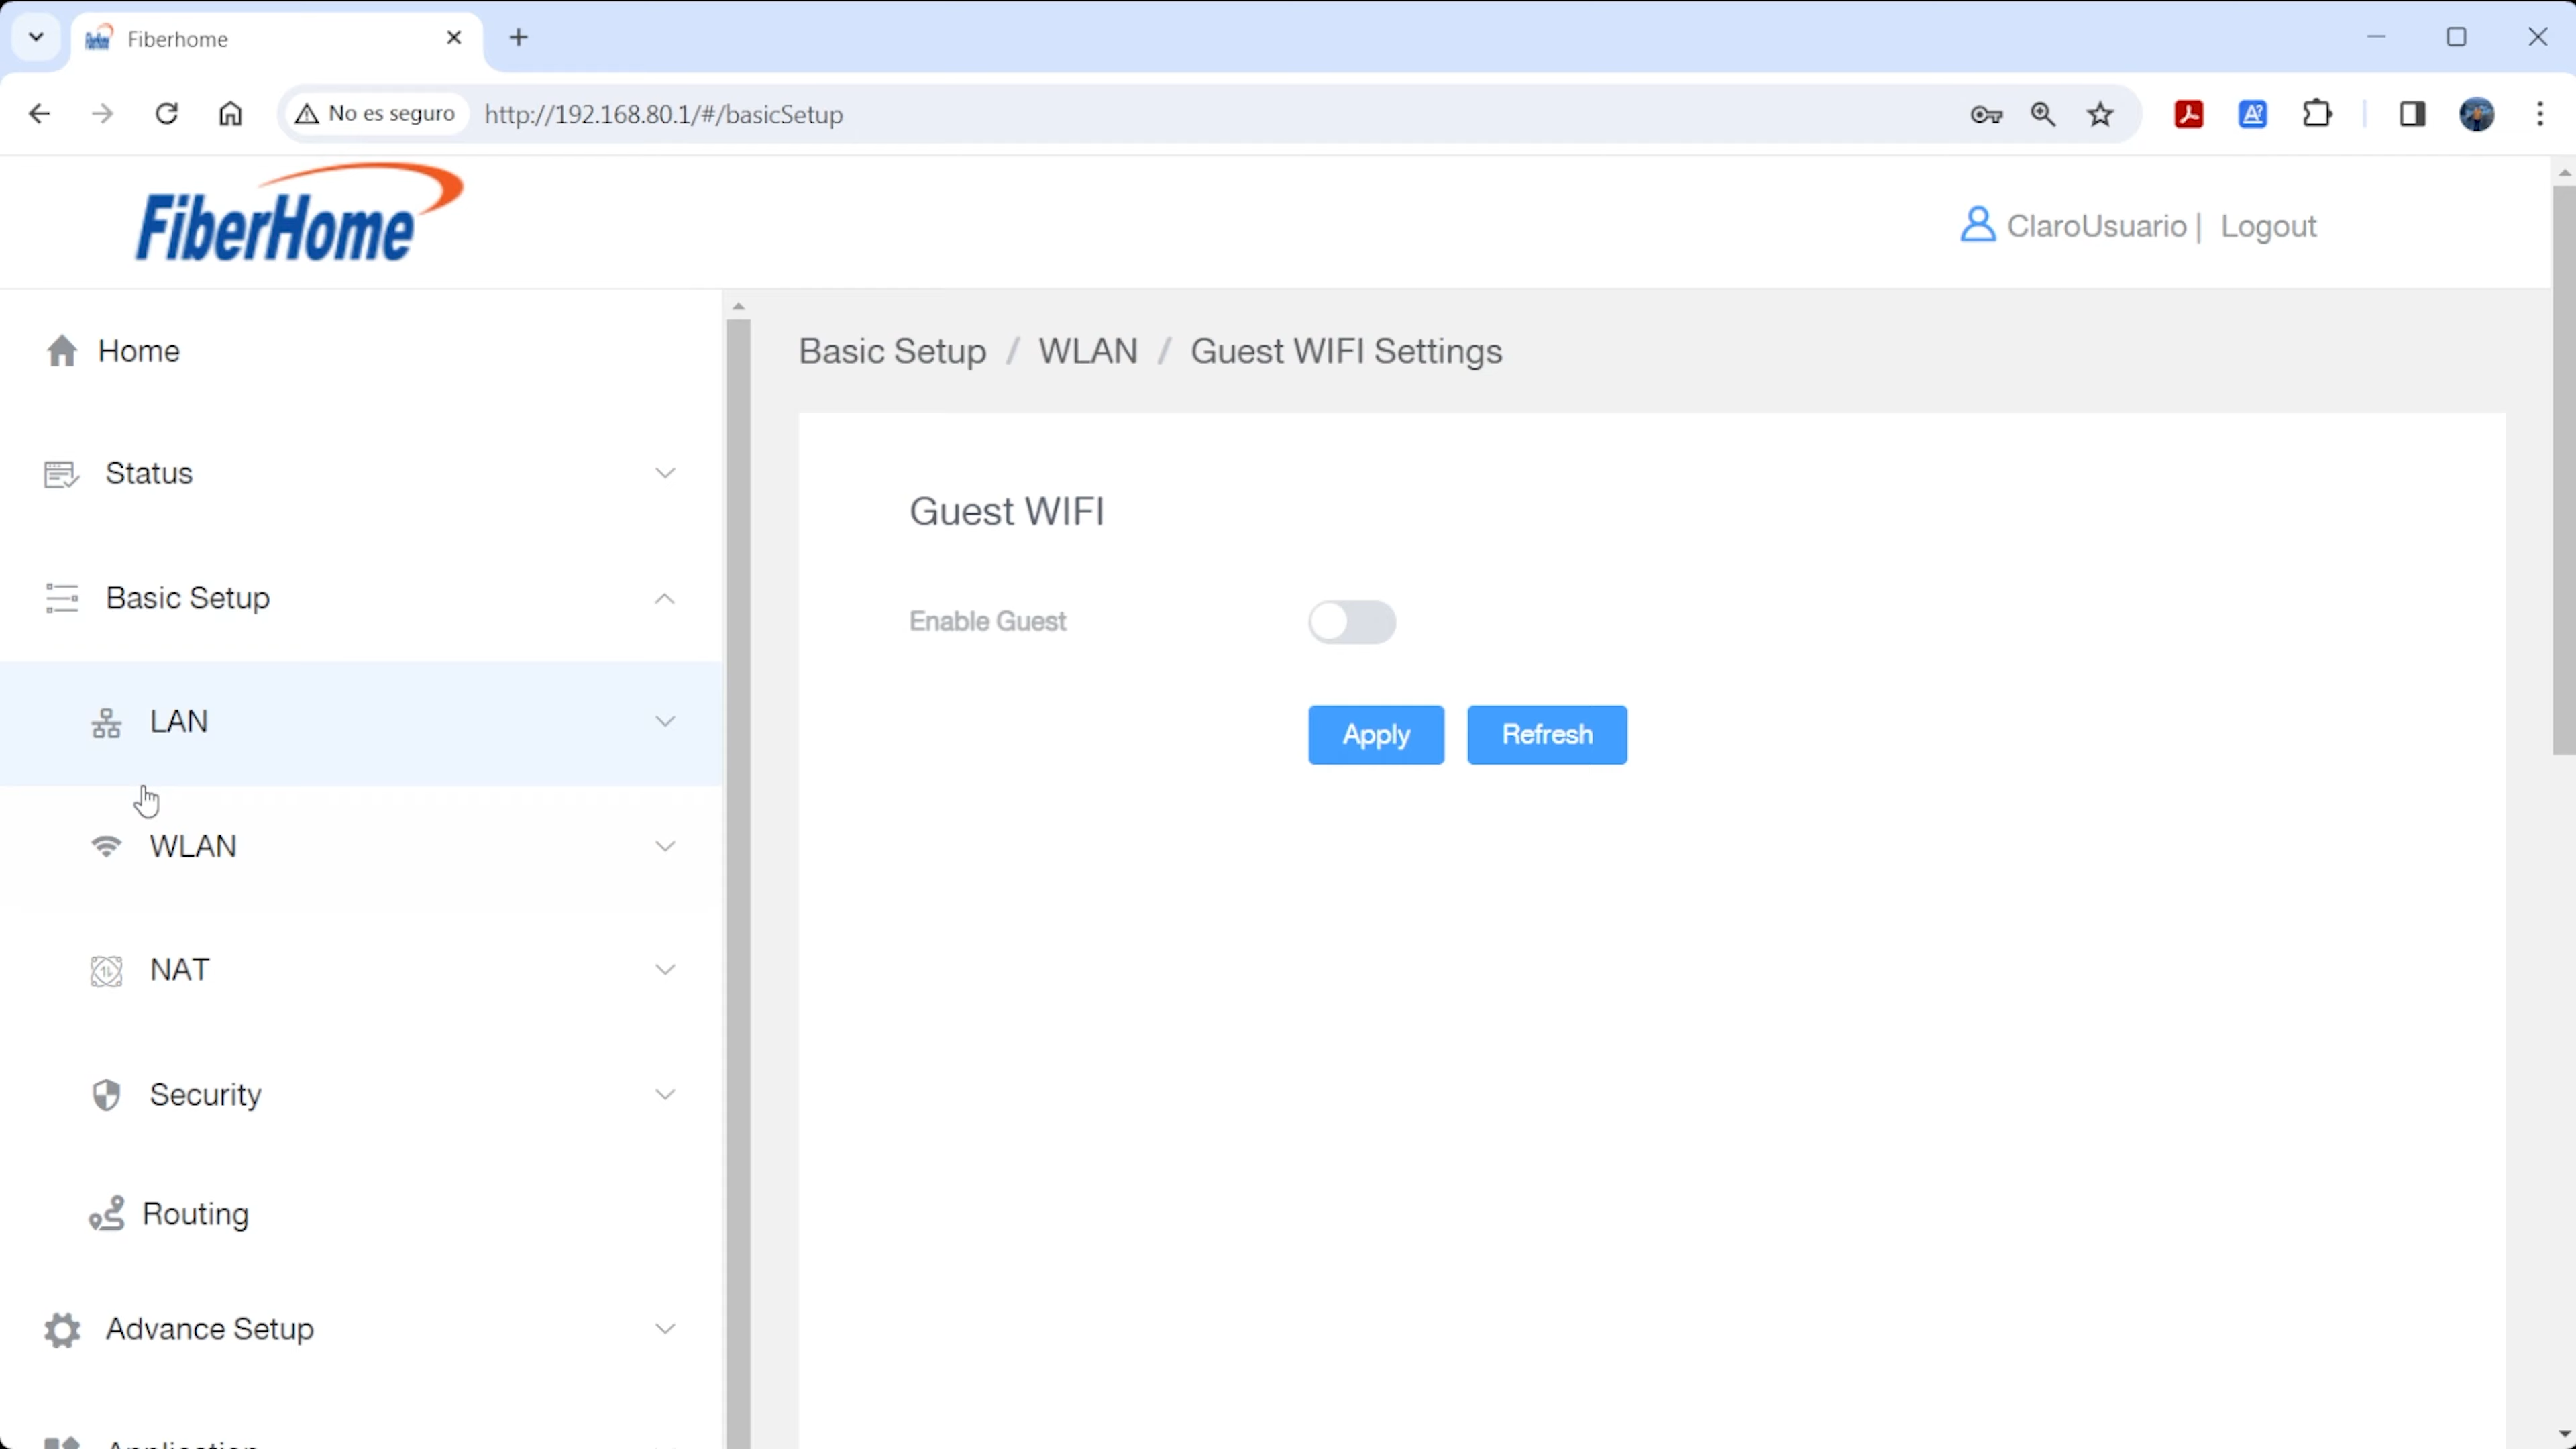 Fiberhome
No es seguro
http://192.168.80.1/#/basicSetup
FiberHome
ClaroUsuario | Logout
Home
Status
Basic Setup
LAN
WLAN
NAT
Security
Routing
Advance Setup
Application
Basic Setup / WLAN / Guest WIFI Settings
Guest WIFI
Enable Guest
Apply Refresh